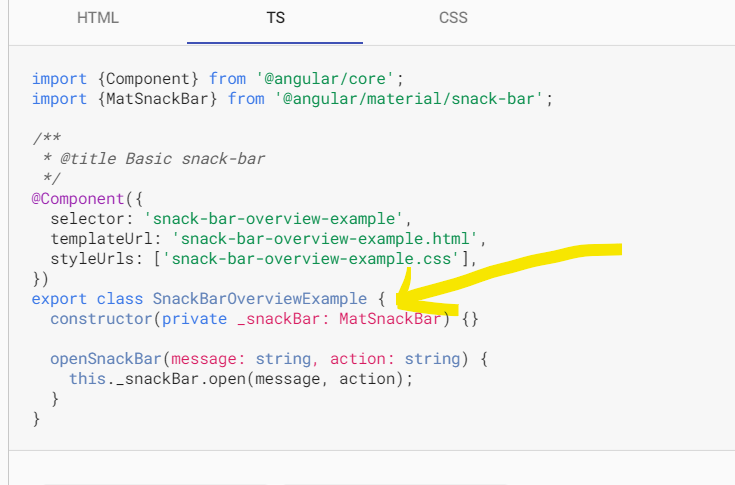 HTML TS CSS
import {Component} from '@angular/core';
import {MatSnackBar} from '@angular/material/snack-bar';
/**
 * @title Basic snack-bar
 */
@Component({
  selector: 'snack-bar-overview-example',
  templateUrl: 'snack-bar-overview-example.html',
  styleUrls: ['snack-bar-overview-example.css'],
})
export class SnackBarOverviewExample {
  constructor(private _snackBar: MatSnackBar) {}
  openSnackBar(message: string, action: string) {
    this._snackBar.open(message, action);
  }
}